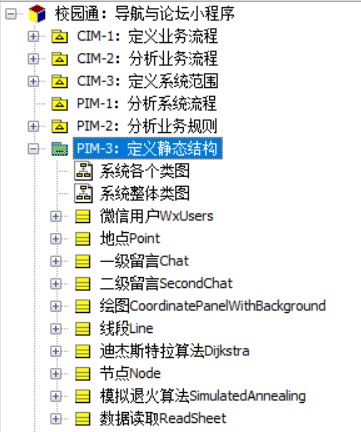 校园通：导航与论坛小程序
CIM-1：定义业务流程
CIM-2：分析业务流程
CIM-3：定义系统范围
PIM-1：分析系统流程
PIM-2：分析业务规则
PIM-3：定义静态结构
系统各个类图
系统整体类图
微信用户WxUsers
地点Point
一级留言Chat
二级留言SecondChat
绘图CoordinatePanelWithBackground
线段Line
迪杰斯特拉算法Dijkstra
节点Node
模拟退火算法SimulatedAnnealing
数据读取ReadSheet